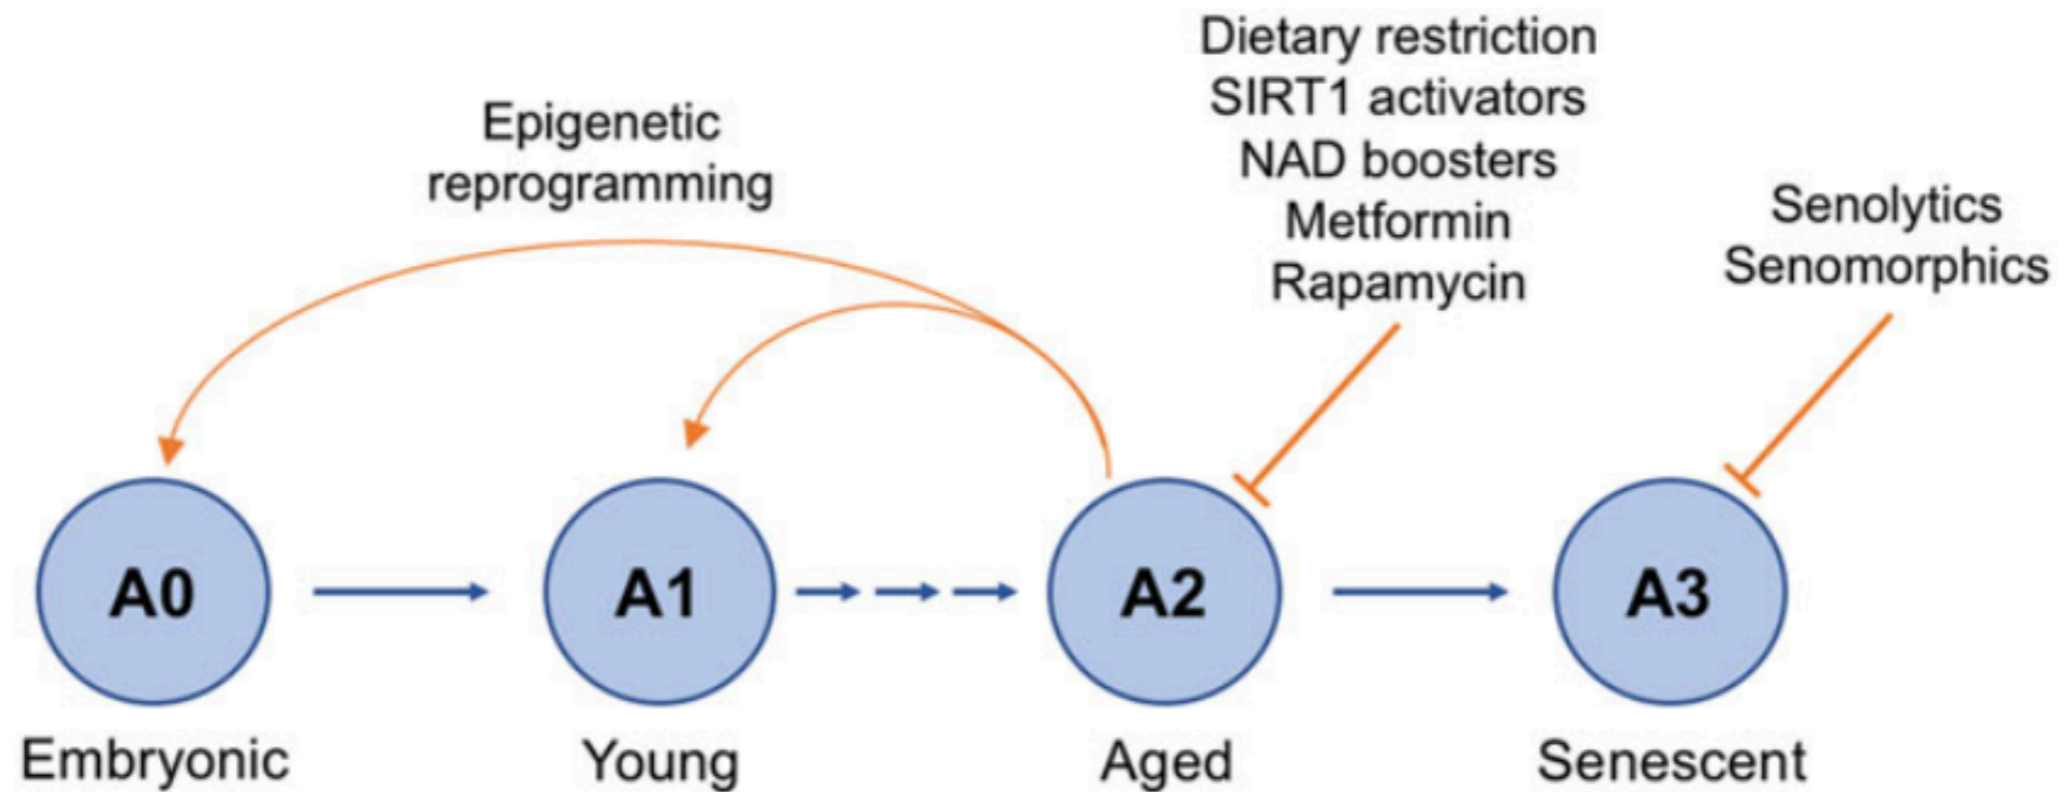 Dietary restriction
SIRT1 activators
NAD boosters
Metformin
Rapamycin
Epigenetic
reprogramming
Senolytics
Senomorphics
A0
A1
A2
A3
Embryonic
Young
Aged
Senescent